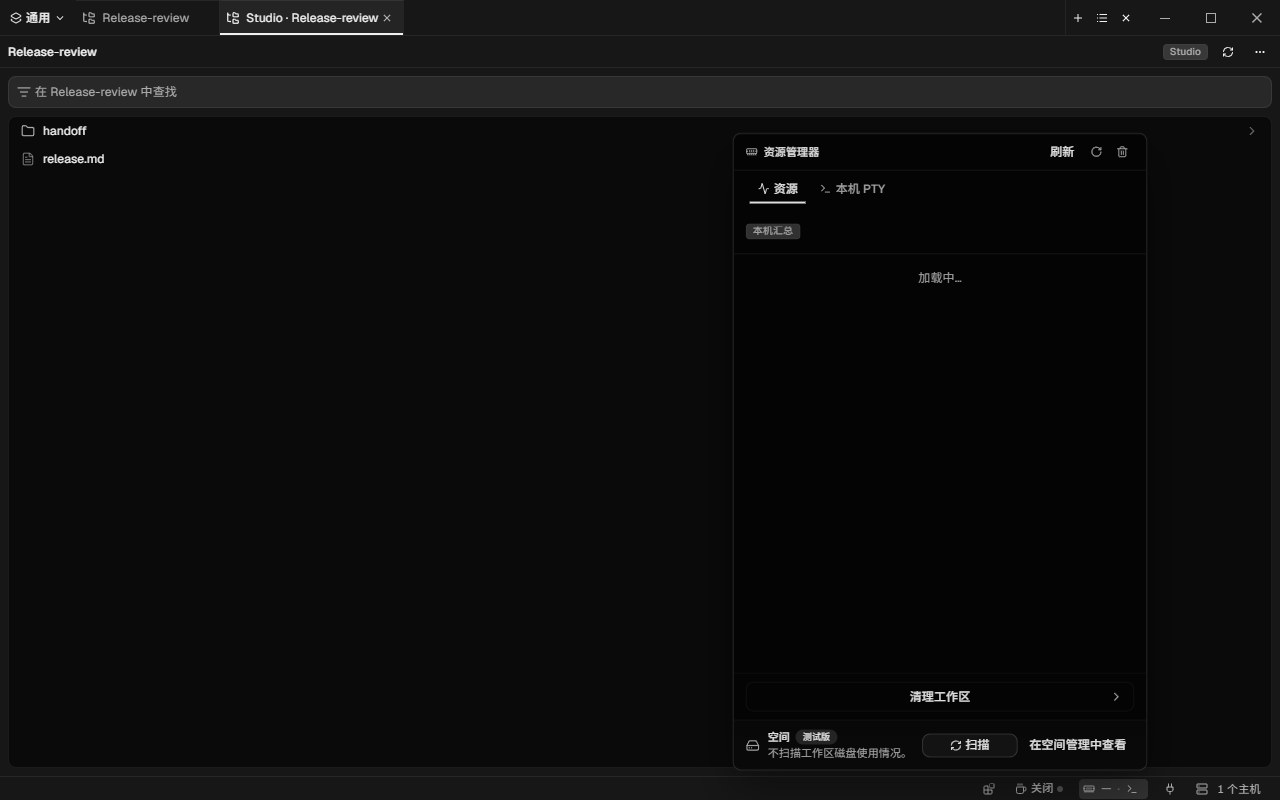 通用
Release-review
Studio · Release-review
Release-review
Studio
在 Release-review 中查找
handoff
release.md
资源管理器
刷新
资源
本机 PTY
本机汇总
加载中...
清理工作区
空间 测试版
不扫描工作区磁盘使用情况。
扫描
在空间管理中查看
关闭
1 个主机